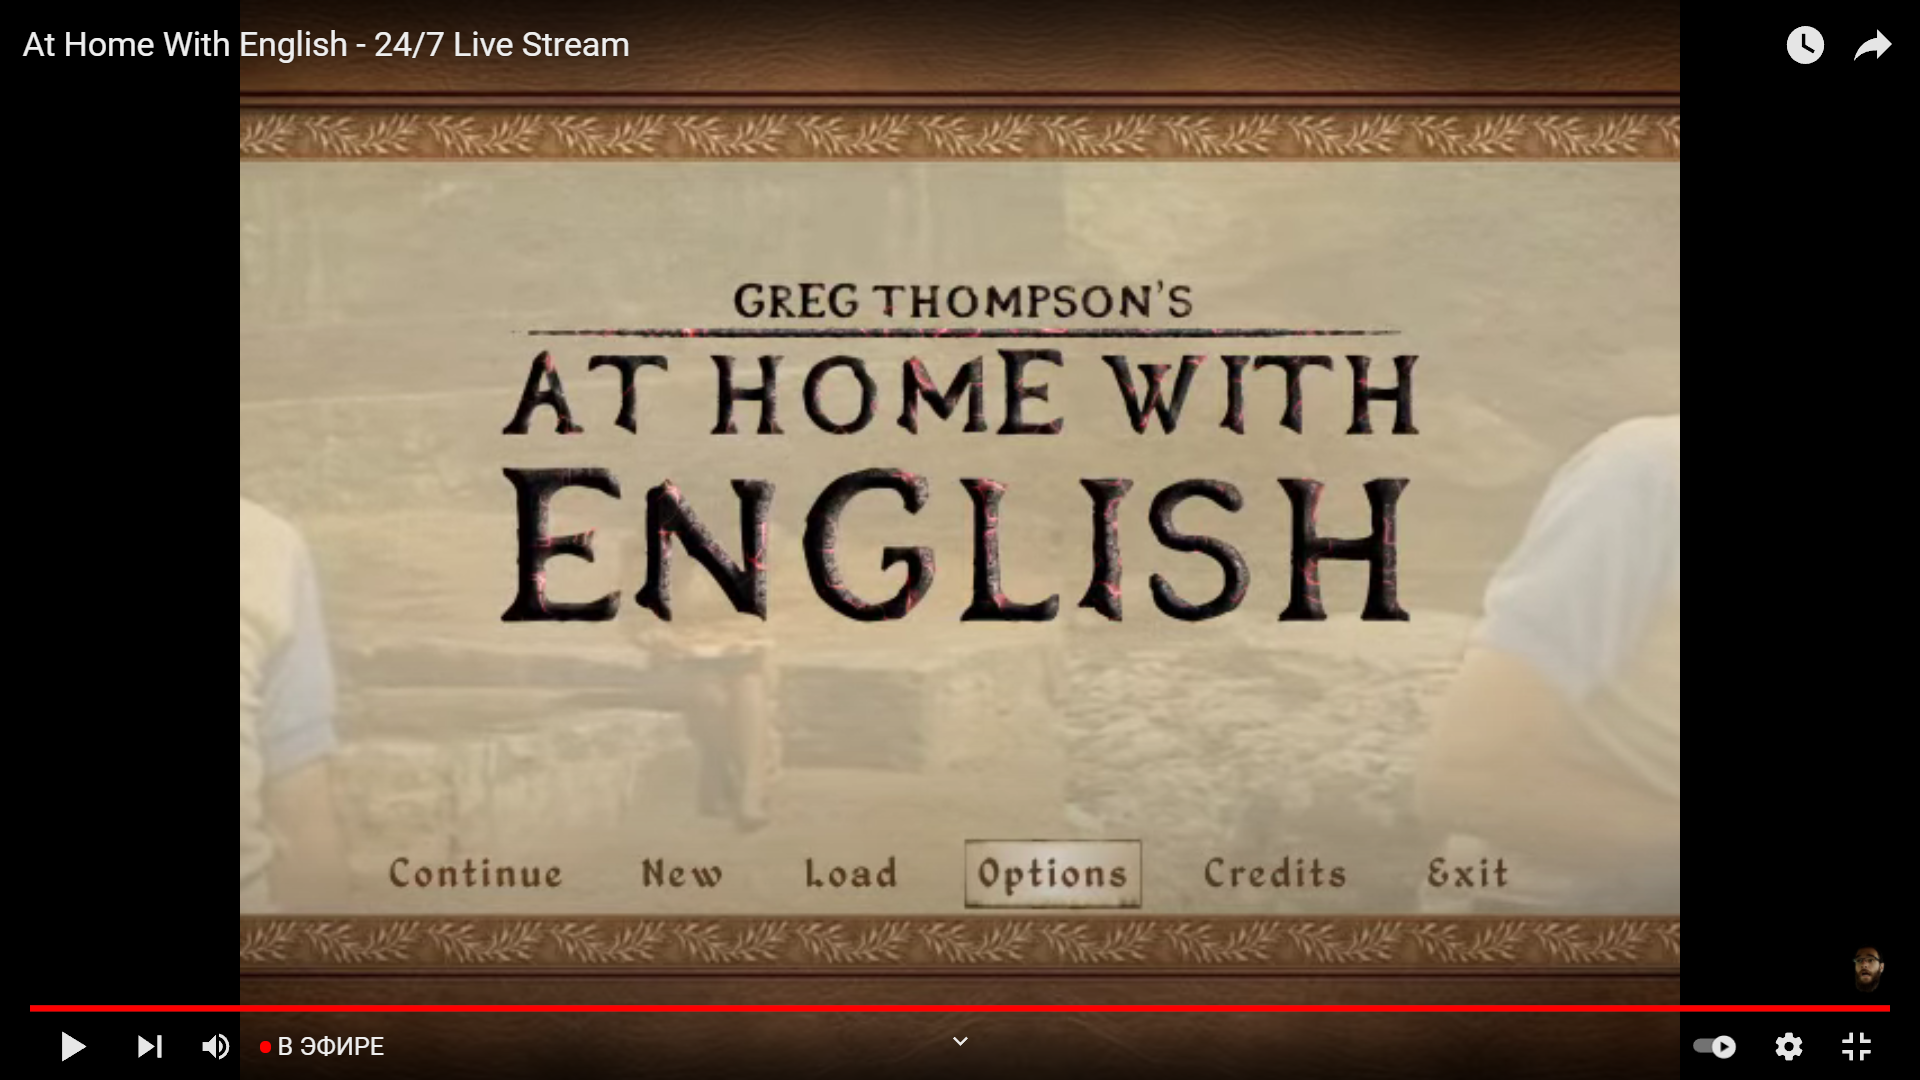 At Home With English - 24/7 Live Stream
GREG THOMPSON'S
AT HOME WITH
ENGLISH
Continue New Load Options Credits Exit
В ЭФИРЕ